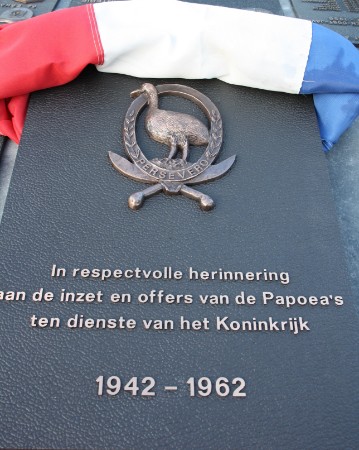 PERSEVERO
In respectvolle herinnering
aan de inzet en offers van de Papoea's
ten dienste van het Koninkrijk
1942 – 1962